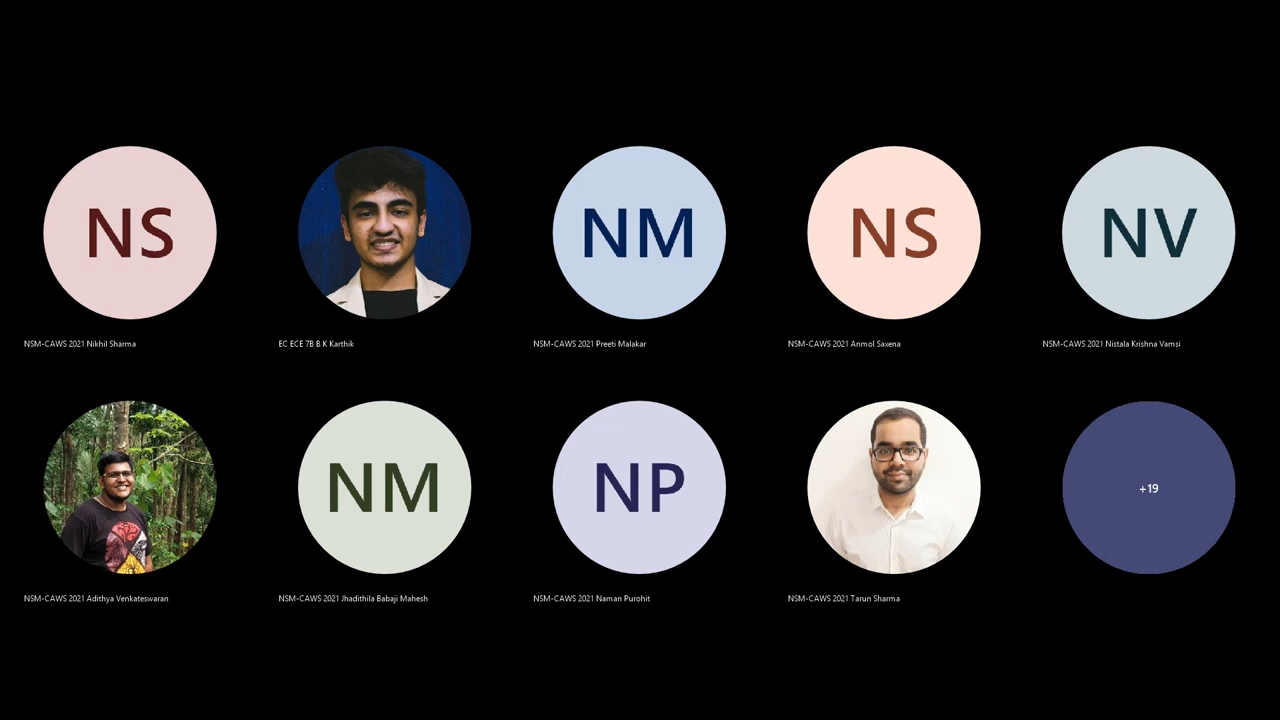 NS
NM
NS
NV
NSM-CAWS 2021 Nikhil Sharma
EC ECE 7B B K Karthik
NSM-CAWS 2021 Preeti Malakar
NSM-CAWS 2021 Anmol Saxena
NSM-CAWS 2021 Nistala Krishna Vamsi
NM
NP
+19
NSM-CAWS 2021 Adithya Venkateswaran
NSM-CAWS 2021 Jhadithila Babaji Mahesh
NSM-CAWS 2021 Naman Purohit
NSM-CAWS 2021 Tarun Sharma